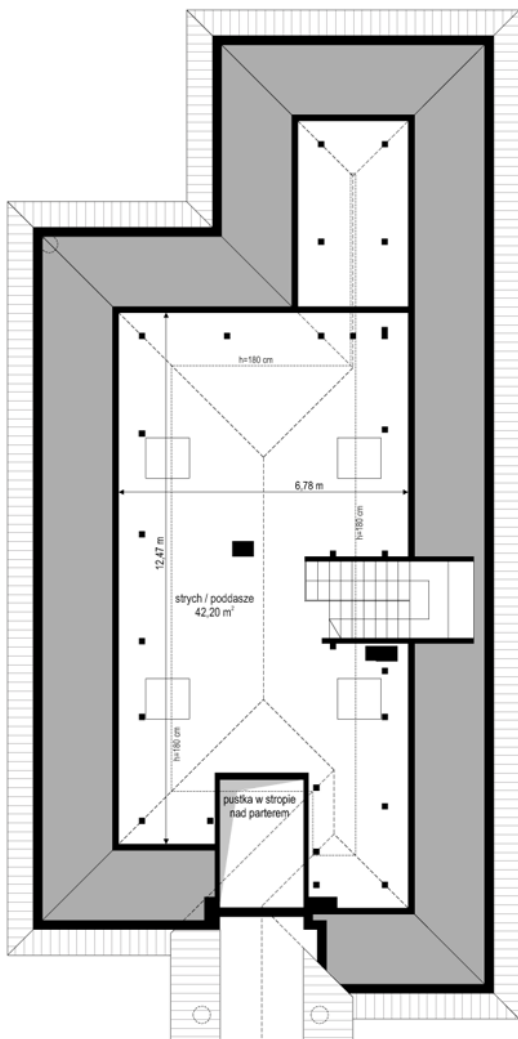 h=180 cm
6,78 m
h=180 cm
12,47 m
strych / poddasze
42,20 m²
h=180 cm
pustka w stropie
nad parterem